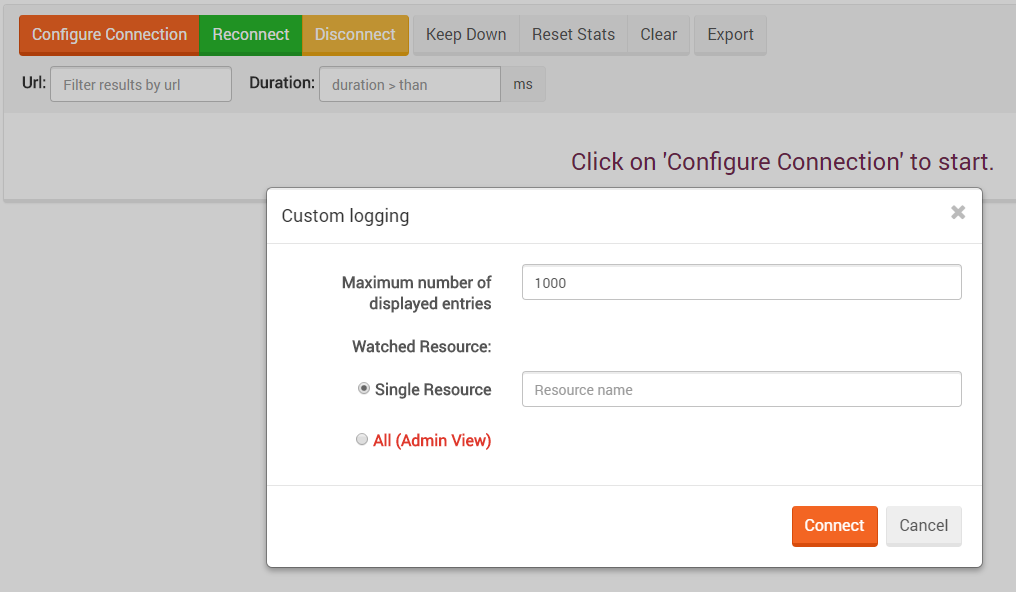 Configure Connection Reconnect Disconnect Keep Down Reset Stats Clear Export
Url: Filter results by url Duration: duration > than ms
Click on 'Configure Connection' to start.
Custom logging ×
Maximum number of 1000
displayed entries
Watched Resource:
Single Resource Resource name
All (Admin View)
Connect Cancel